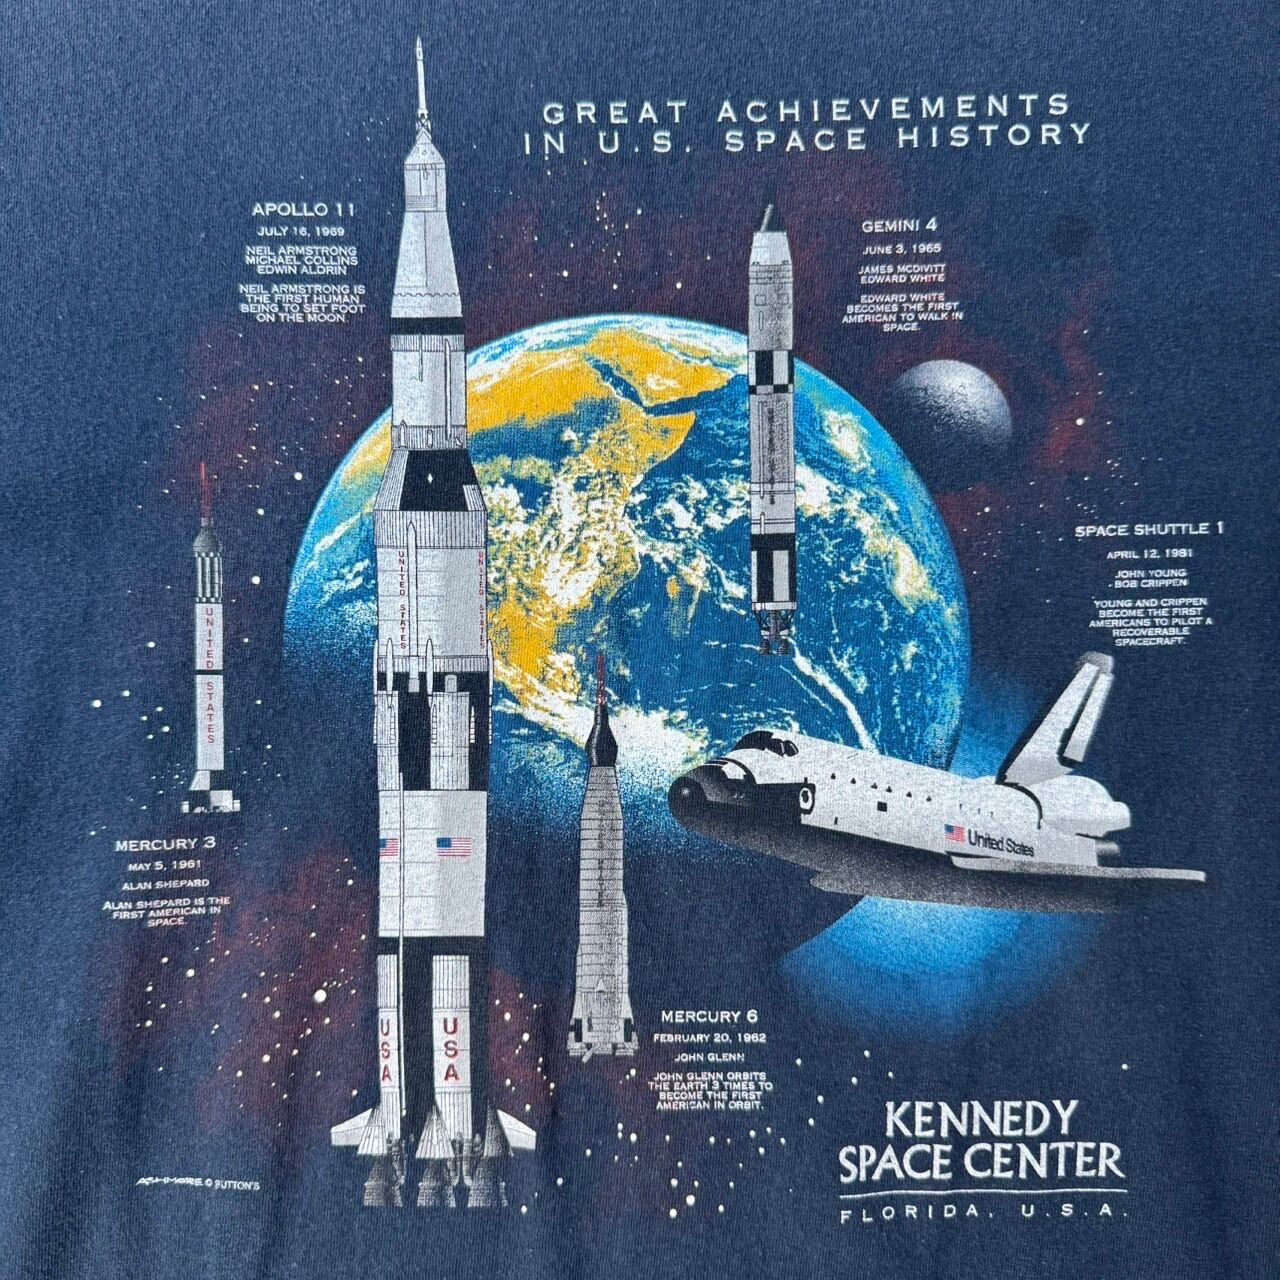 GREAT ACHIEVEMENTS
IN U.S. SPACE HISTORY
APOLLO 11
JULY 16, 1969
NEIL ARMSTRONG
MICHAEL COLLINS
EDWIN ALDRIN
NEIL ARMSTRONG IS
THE FIRST HUMAN
BEING TO SET FOOT
ON THE MOON.
GEMINI 4
JUNE 3, 1965
JAMES MCDIVITT
EDWARD WHITE
EDWARD WHITE
BECOMES THE FIRST
AMERICAN TO WALK IN
SPACE.
SPACE SHUTTLE 1
APRIL 12, 1981
JOHN YOUNG
BOB CRIPPEN
YOUNG AND CRIPPEN
BECOME THE FIRST
AMERICANS TO PILOT A
RECOVERABLE
SPACECRAFT.
UNITED STATES
UNITED STATES
UNITED STATES
United States
MERCURY 3
MAY 5, 1961
ALAN SHEPARD
ALAN SHEPARD IS THE
FIRST AMERICAN IN
SPACE.
USA
USA
MERCURY 6
FEBRUARY 20, 1962
JOHN GLENN
JOHN GLENN ORBITS
THE EARTH 3 TIMES TO
BECOME THE FIRST
AMERICAN IN ORBIT.
KENNEDY
SPACE CENTER
FLORIDA, U.S.A.
ASHMORE © BUTTON'S